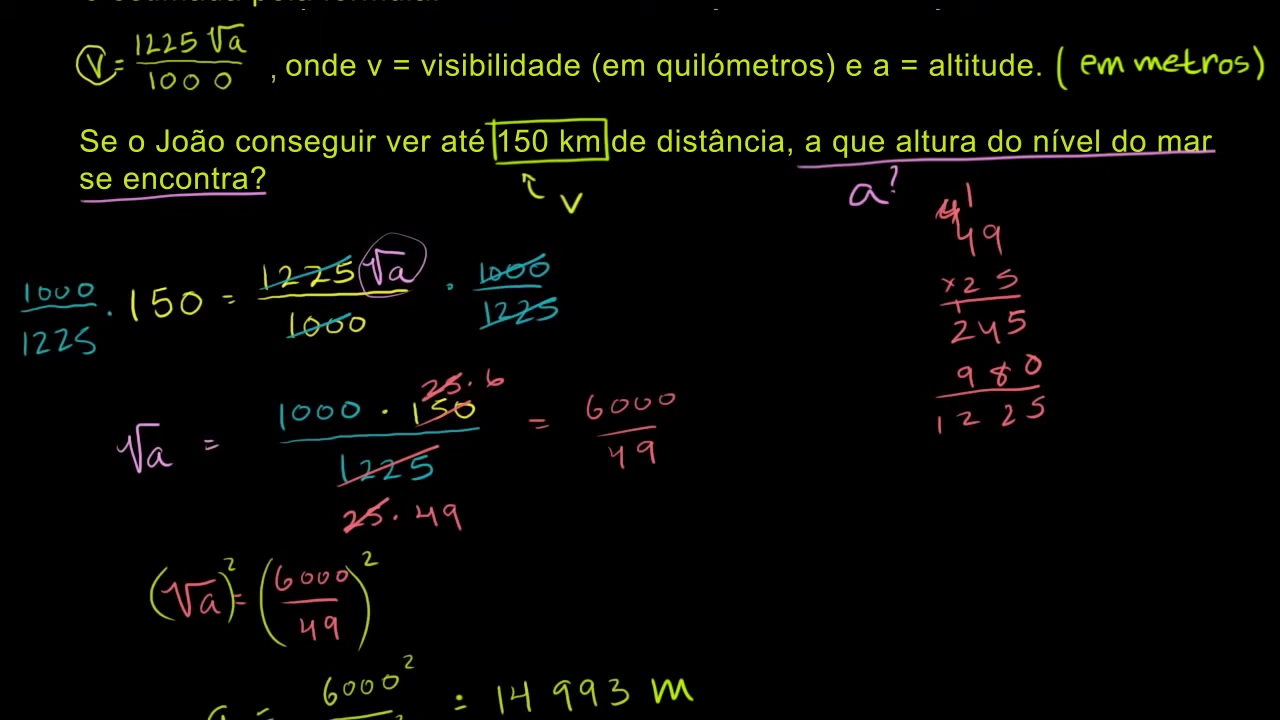 v = 1225 √a / 1000 , onde v = visibilidade (em quilómetros) e a = altitude. (em metros)
Se o João conseguir ver até 150 km de distância, a que altura do nível do mar
se encontra?
v
a?
4 1
49
×25
1
245
980
1225
1000/1225 · 150 = 1225 √a / 1000 · 1000/1225
25 · 6
√a = 1000 · 150 / 1225 = 6000/49
25 · 49
(√a)² = (6000/49)²
6000² = 14 993 m